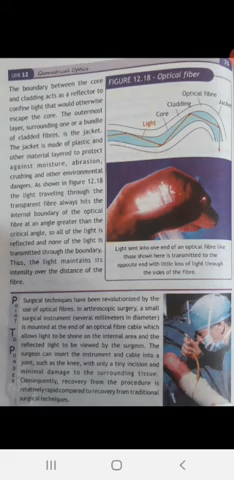 Unit 12 Geometrical Optics
The boundary between the core
and cladding acts as a reflector to
confine light that would otherwise
escape the core. The outermost
layer, surrounding one or a bundle
of cladded fibres, is the jacket.
The jacket is made of plastic and
other material layered to protect
against moisture, abrasion,
crushing and other environmental
dangers. As shown in figure 12.18
the light traveling through the
transparent fibre always hits the
internal boundary of the optical
fibre at an angle greater than the
critical angle, so all of the light is
reflected and none of the light is
transmitted through the boundary.
Thus, the light maintains its
intensity over the distance of the
fibre.
FIGURE 12.18 - Optical fiber
Optical fibre
Cladding
Jacket
Core
Light
Light sent into one end of an optical fibre like
those shown here is transmitted to the
opposite end with little loss of light through
the sides of the fibre.
Surgical techniques have been revolutionized by the
use of optical fibres. In arthroscopic surgery, a small
surgical instrument (several millimeters in diameter)
is mounted at the end of an optical fibre cable which
allows light to be shone on the internal area and the
reflected light to be viewed by the surgeon. The
surgeon can insert the instrument and cable into a
joint, such as the knee, with only a tiny incision and
minimal damage to the surrounding tissue.
Consequently, recovery from the procedure is
relatively rapid compared to recovery from traditional
surgical techniques.